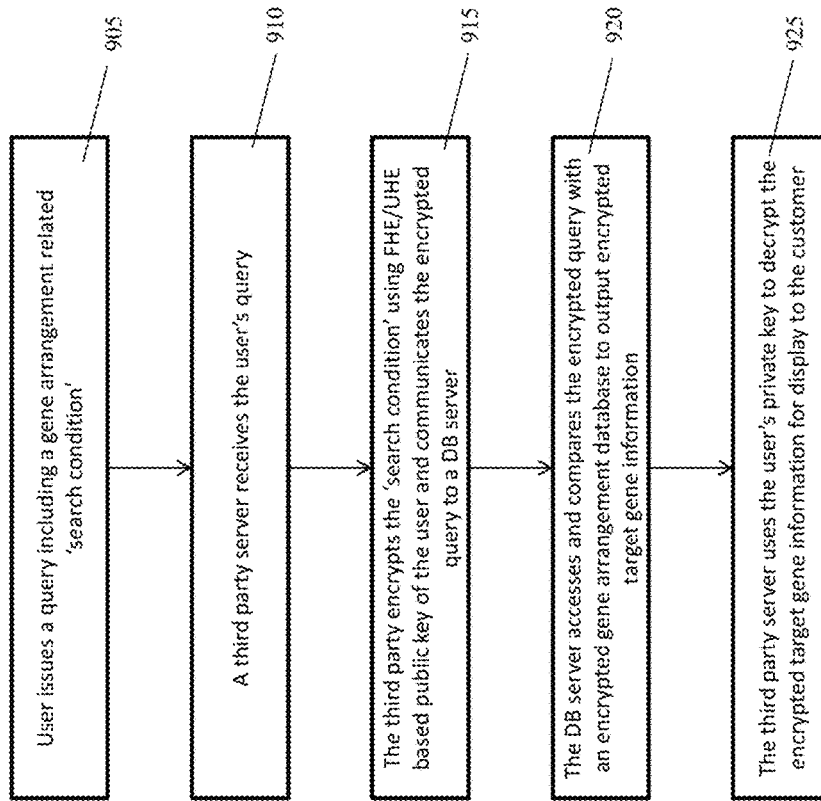 User issues a query including a gene arrangement related
'search condition'
905
A third party server receives the user's query
910
The third party encrypts the 'search condition' using FHE/UHE
based public key of the user and communicates the encrypted
query to a DB server
915
The DB server accesses and compares the encrypted query with
an encrypted gene arrangement database to output encrypted
target gene information
920
The third party server uses the user's private key to decrypt the
encrypted target gene information for display to the customer
925